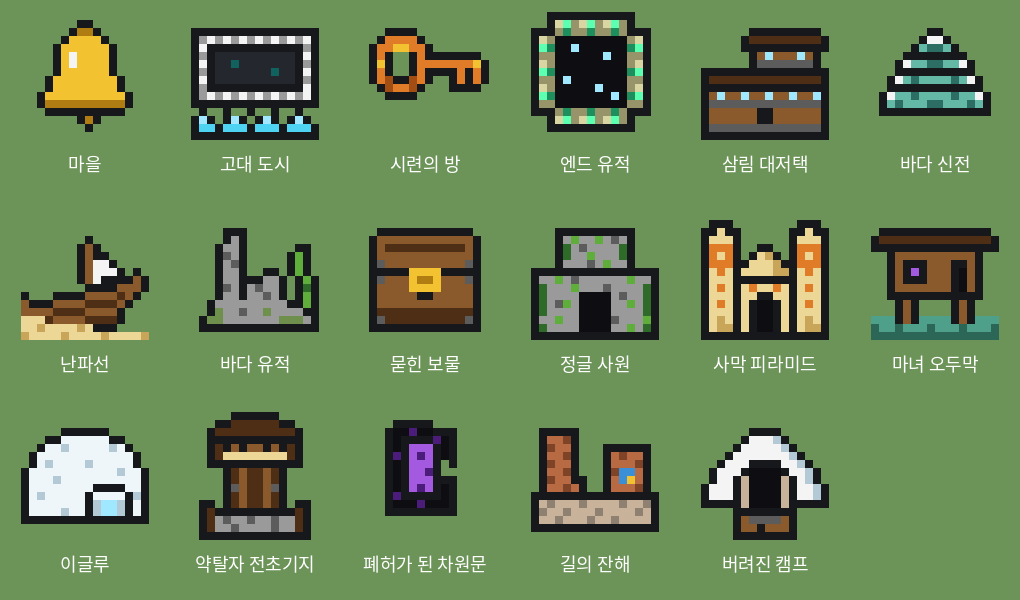 마을
고대 도시
시련의 방
엔드 유적
삼림 대저택
바다 신전
난파선
바다 유적
묻힌 보물
정글 사원
사막 피라미드
마녀 오두막
이글루
약탈자 전초기지
폐허가 된 차원문
길의 잔해
버려진 캠프